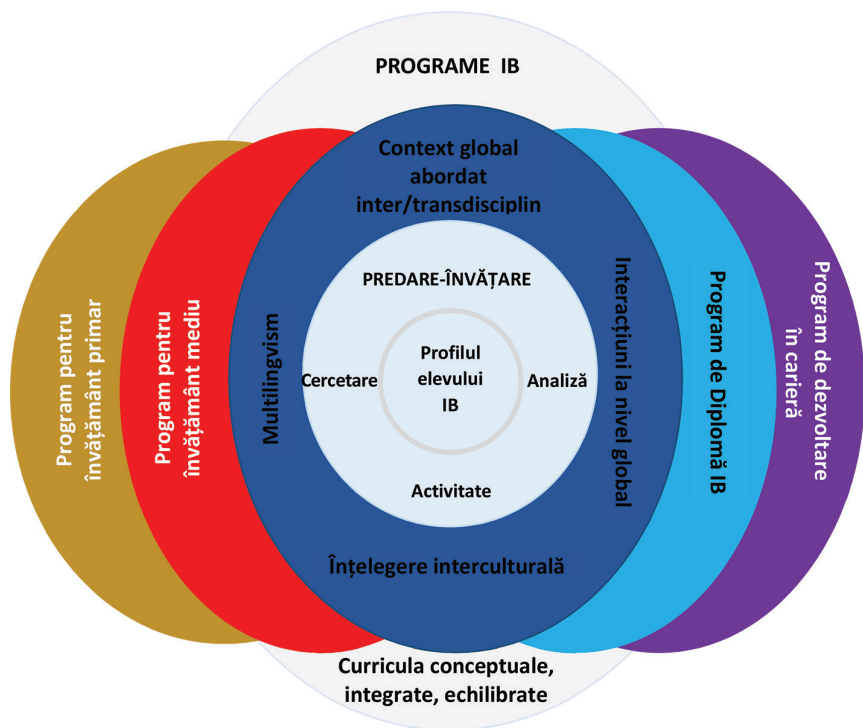 PROGRAME IB
Context global
abordat
inter/transdisciplin
PREDARE-ÎNVĂȚARE
Program pentru
învățământ primar
Program pentru
învățământ mediu
Multilingvism
Cercetare
Profilul
elevului
IB
Analiză
Interacțiuni la nivel global
Program de Diplomă IB
Program de dezvoltare
în carieră
Activitate
Înțelegere interculturală
Curricula conceptuale,
integrate, echilibrate